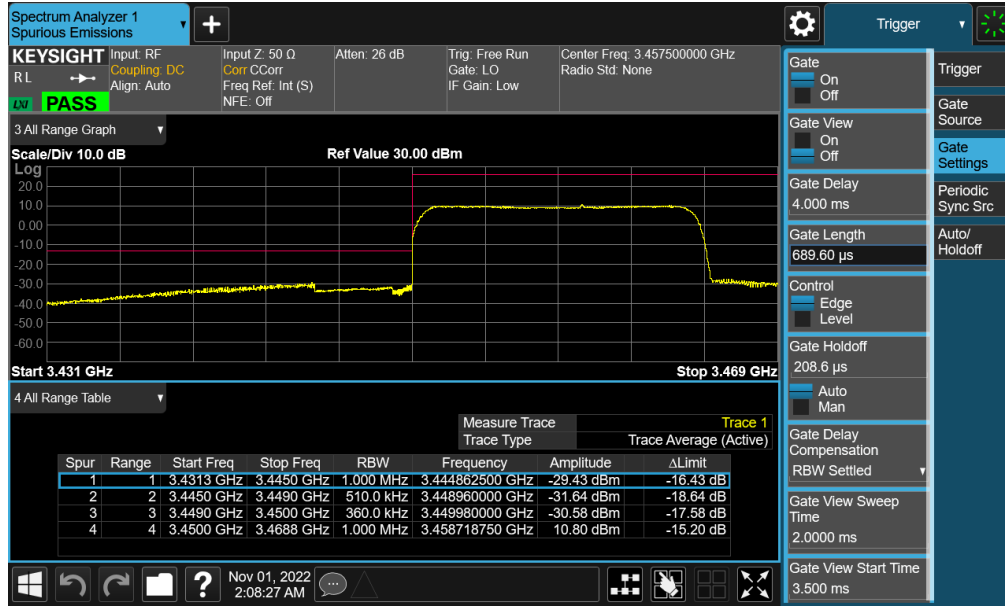 Spectrum Analyzer 1
Spurious Emissions
+
Trigger
KEYSIGHT
R L
LXI
PASS
Input: RF
Coupling: DC
Align: Auto
Input Z: 50 Ω
Corr CCorr
Freq Ref: Int (S)
NFE: Off
Atten: 26 dB
Trig: Free Run
Gate: LO
IF Gain: Low
Center Freq: 3.457500000 GHz
Radio Std: None
3 All Range Graph
Scale/Div 10.0 dB
Ref Value 30.00 dBm
Log
20.0
10.0
0.00
-10.0
-20.0
-30.0
-40.0
-50.0
-60.0
Start 3.431 GHz
Stop 3.469 GHz
4 All Range Table
Measure Trace Trace 1
Trace Type Trace Average (Active)
Spur Range Start Freq Stop Freq RBW Frequency Amplitude ΔLimit
1 1 3.4313 GHz 3.4450 GHz 1.000 MHz 3.444862500 GHz -29.43 dBm -16.43 dB
2 2 3.4450 GHz 3.4490 GHz 510.0 kHz 3.448960000 GHz -31.64 dBm -18.64 dB
3 3 3.4490 GHz 3.4500 GHz 360.0 kHz 3.449980000 GHz -30.58 dBm -17.58 dB
4 4 3.4500 GHz 3.4688 GHz 1.000 MHz 3.458718750 GHz 10.80 dBm -15.20 dB
?
Nov 01, 2022
2:08:27 AM
Gate
On
Off
Gate View
On
Off
Gate Delay
4.000 ms
Gate Length
689.60 µs
Control
Edge
Level
Gate Holdoff
208.6 µs
Auto
Man
Gate Delay
Compensation
RBW Settled
Gate View Sweep
Time
2.0000 ms
Gate View Start Time
3.500 ms
Trigger
Gate
Source
Gate
Settings
Periodic
Sync Src
Auto/
Holdoff